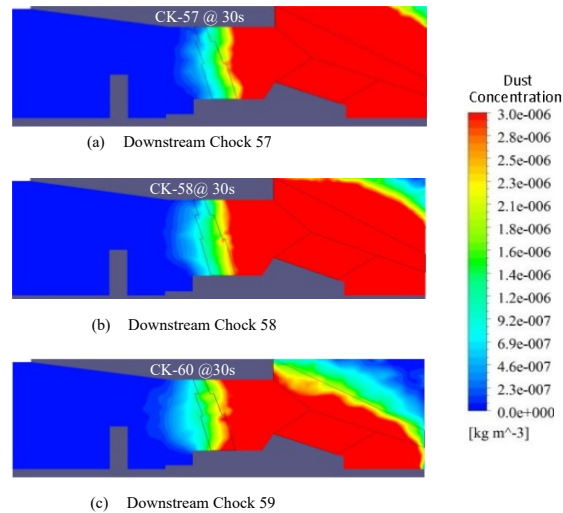 CK-57 @ 30s
(a) Downstream Chock 57
CK-58@ 30s
(b) Downstream Chock 58
CK-60 @30s
(c) Downstream Chock 59
Dust
Concentration
3.0e-006
2.8e-006
2.5e-006
2.3e-006
2.1e-006
1.8e-006
1.6e-006
1.4e-006
1.2e-006
9.2e-007
6.9e-007
4.6e-007
2.3e-007
0.0e+000
[kg m^-3]